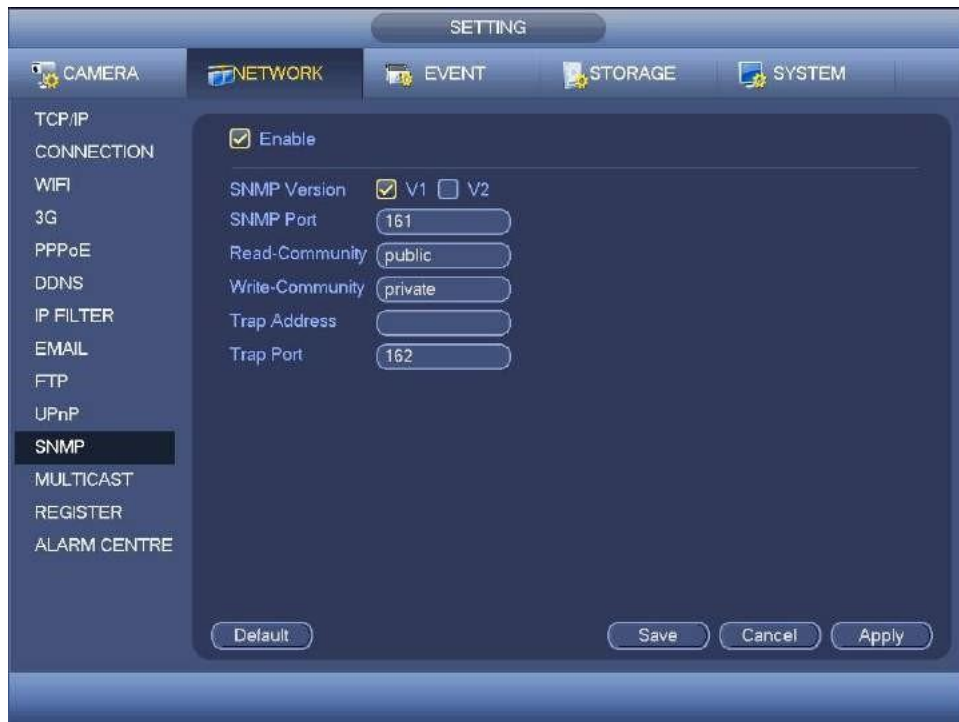 SETTING
CAMERA NETWORK EVENT STORAGE SYSTEM
TCP/IP
CONNECTION
WIFI
3G
PPPoE
DDNS
IP FILTER
EMAIL
FTP
UPnP
SNMP
MULTICAST
REGISTER
ALARM CENTRE
Enable
SNMP Version V1 V2
SNMP Port 161
Read-Community public
Write-Community private
Trap Address
Trap Port 162
Default Save Cancel Apply